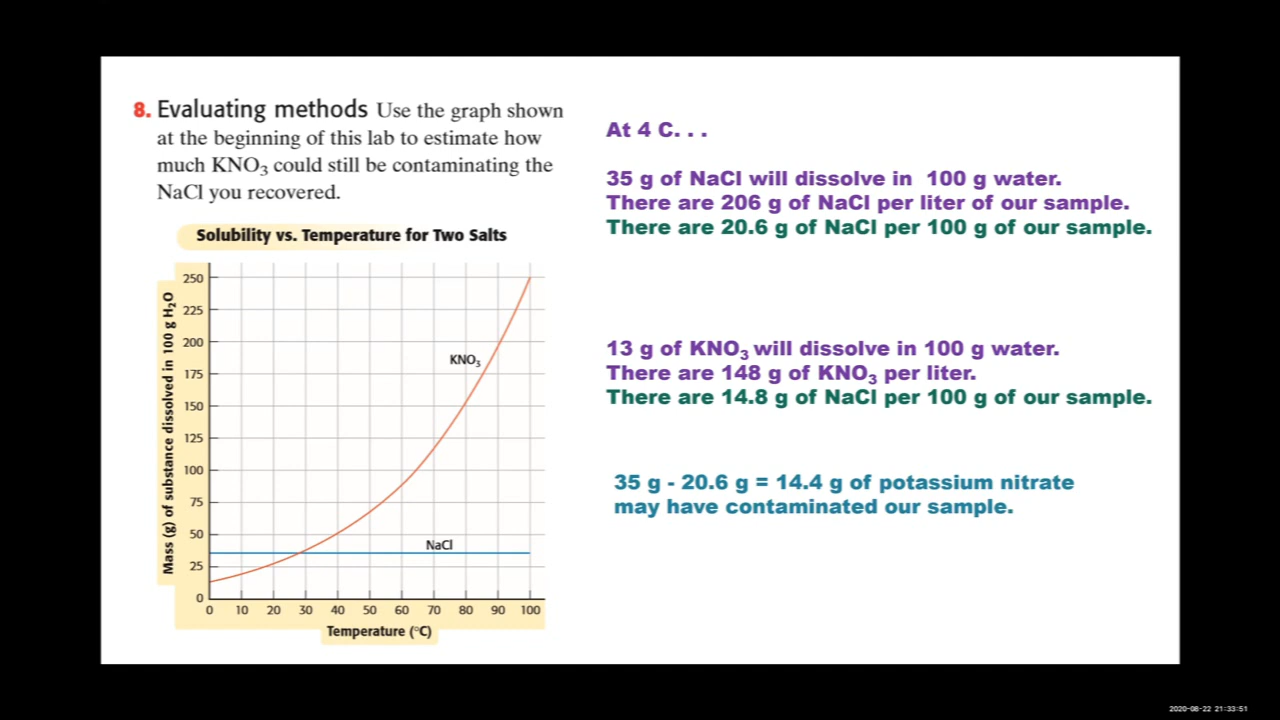 8. Evaluating methods Use the graph shown
at the beginning of this lab to estimate how
much KNO₃ could still be contaminating the
NaCl you recovered.
Solubility vs. Temperature for Two Salts
Mass (g) of substance dissolved in 100 g H₂O
250
225
200
175
150
125
100
75
50
25
0
KNO₃
NaCl
0 10 20 30 40 50 60 70 80 90 100
Temperature (°C)
At 4 C. . .
35 g of NaCl will dissolve in 100 g water.
There are 206 g of NaCl per liter of our sample.
There are 20.6 g of NaCl per 100 g of our sample.
13 g of KNO₃ will dissolve in 100 g water.
There are 148 g of KNO₃ per liter.
There are 14.8 g of NaCl per 100 g of our sample.
35 g - 20.6 g = 14.4 g of potassium nitrate
may have contaminated our sample.
2020-08-22 21:33:51